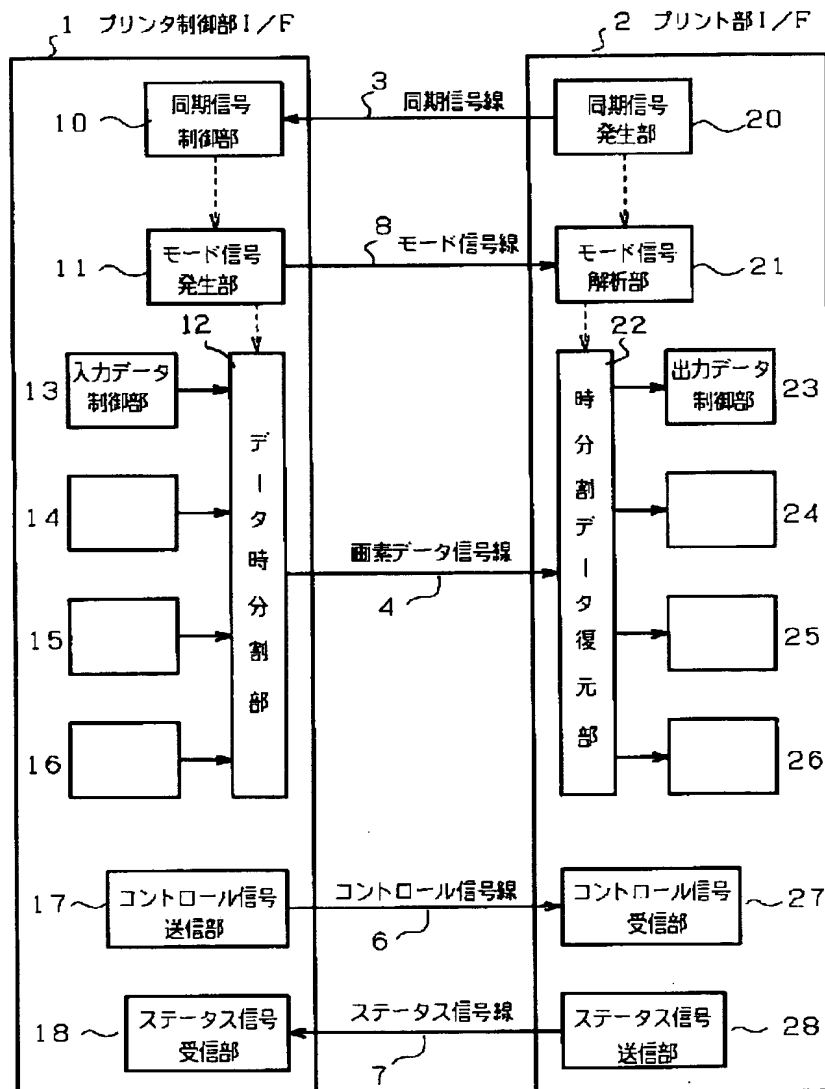 1 プリンタ制御部I/F
2 プリント部I/F
10
同期信号
制御部
3
同期信号線
同期信号
発生部
20
11
モード信号
発生部
8
モード信号線
モード信号
解析部
21
12
22
13
入力データ
制御部
出力データ
制御部
23
データ時分割部
時分割データ復元部
14
24
画素データ信号線
4
15
25
16
26
17
コントロール信号
送信部
コントロール信号線
6
コントロール信号
受信部
27
18
ステータス信号
受信部
ステータス信号線
7
ステータス信号
送信部
28